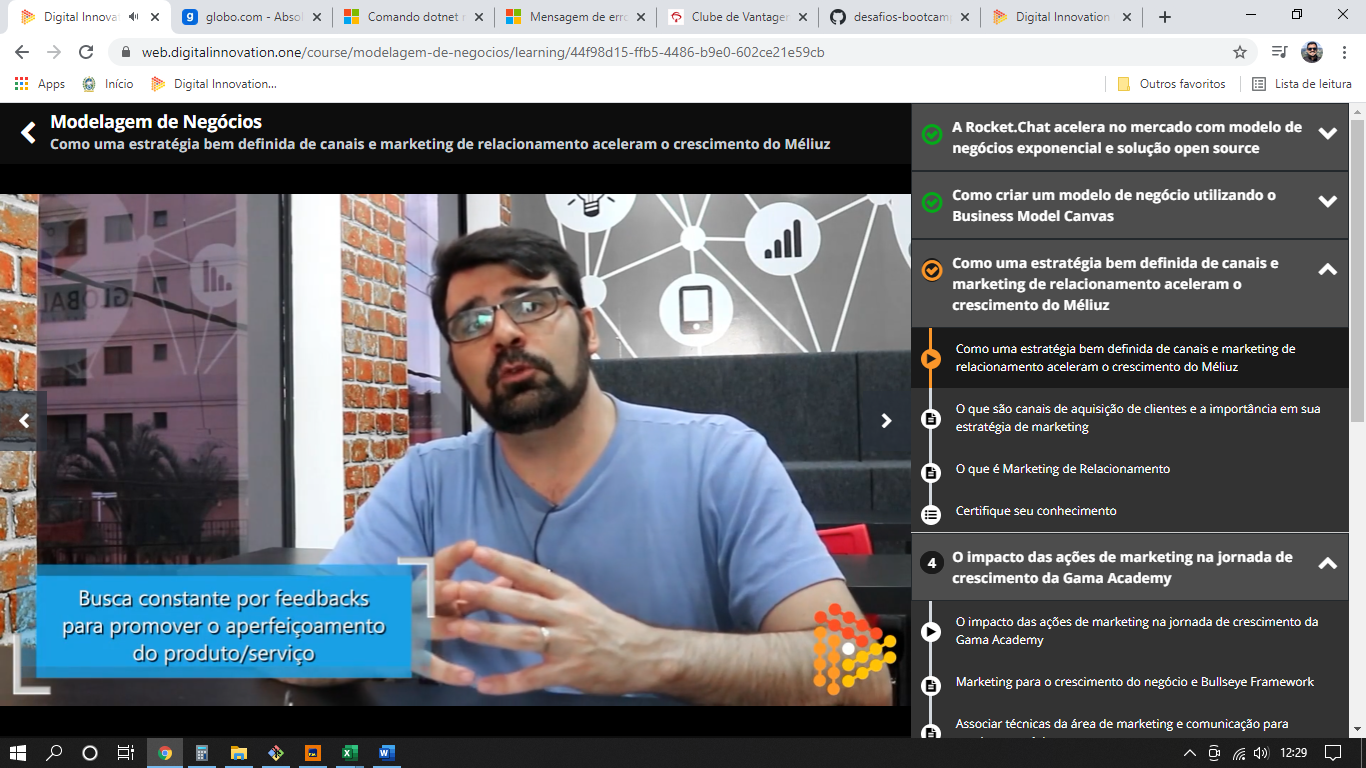 Digital Innovat
globo.com - Abso
Comando dotnet r
Mensagem de erro
Clube de Vantager
desafios-bootcamp
Digital Innovation
web.digitalinnovation.one/course/modelagem-de-negocios/learning/44f98d15-ffb5-4486-b9e0-602ce21e59cb
Apps
Início
Digital Innovation...
Outros favoritos
Lista de leitura
Modelagem de Negócios
Como uma estratégia bem definida de canais e marketing de relacionamento aceleram o crescimento do Méliuz
Busca constante por feedbacks
para promover o aperfeiçoamento
do produto/serviço
A Rocket.Chat acelera no mercado com modelo de
negócios exponencial e solução open source
Como criar um modelo de negócio utilizando o
Business Model Canvas
Como uma estratégia bem definida de canais e
marketing de relacionamento aceleram o
crescimento do Méliuz
Como uma estratégia bem definida de canais e marketing de
relacionamento aceleram o crescimento do Méliuz
O que são canais de aquisição de clientes e a importância em sua
estratégia de marketing
O que é Marketing de Relacionamento
Certifique seu conhecimento
4
O impacto das ações de marketing na jornada de
crescimento da Gama Academy
O impacto das ações de marketing na jornada de crescimento da
Gama Academy
Marketing para o crescimento do negócio e Bullseye Framework
Associar técnicas da área de marketing e comunicação para
12:29